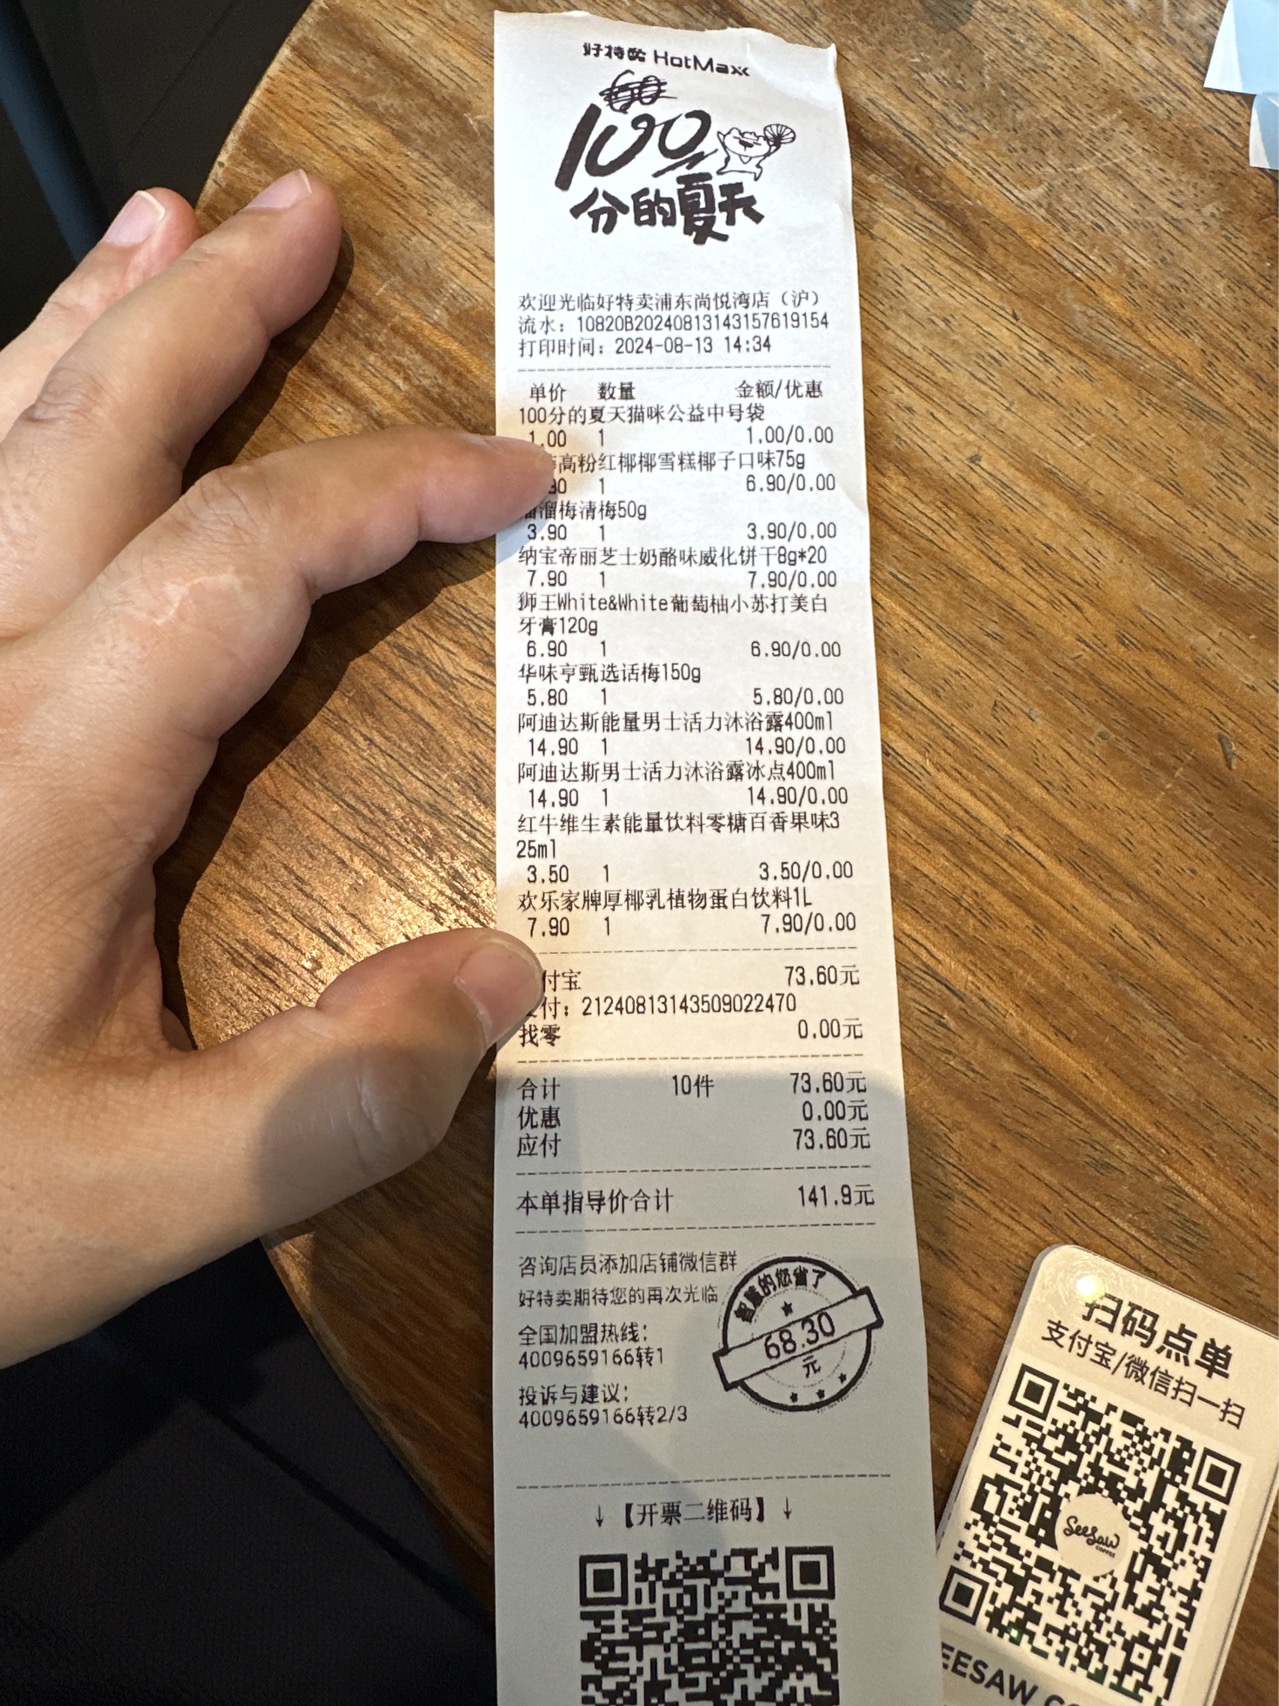 好特卖 HotMaxx
60
100
分的夏天
欢迎光临好特卖浦东尚悦湾店（沪）
流水：10820B20240813143157619154
打印时间：2024-08-13 14:34
单价 数量 金额/优惠
100分的夏天猫咪公益中号袋
1.00 1 1.00/0.00
高粉红椰椰雪糕椰子口味75g
90 1 6.90/0.00
溜梅清梅50g
3.90 1 3.90/0.00
纳宝帝丽芝士奶酪味威化饼干8g*20
7.90 1 7.90/0.00
狮王White&White葡萄柚小苏打美白
牙膏120g
6.90 1 6.90/0.00
华味亨甄选话梅150g
5.80 1 5.80/0.00
阿迪达斯能量男士活力沐浴露400ml
14.90 1 14.90/0.00
阿迪达斯男士活力沐浴露冰点400ml
14.90 1 14.90/0.00
红牛维生素能量饮料零糖百香果味3
25ml
3.50 1 3.50/0.00
欢乐家牌厚椰乳植物蛋白饮料1L
7.90 1 7.90/0.00
付宝 73.60元
付：21240813143509022470
找零 0.00元
合计 10件 73.60元
优惠 0.00元
应付 73.60元
本单指导价合计 141.9元
咨询店员添加店铺微信群
好特卖期待您的再次光临
全国加盟热线：
4009659166转1
投诉与建议：
4009659166转2/3
智慧的您省了
68.30
元
↓【开票二维码】↓
扫码点单
支付宝/微信扫一扫
seesaw
COFFEE
EESAW CO